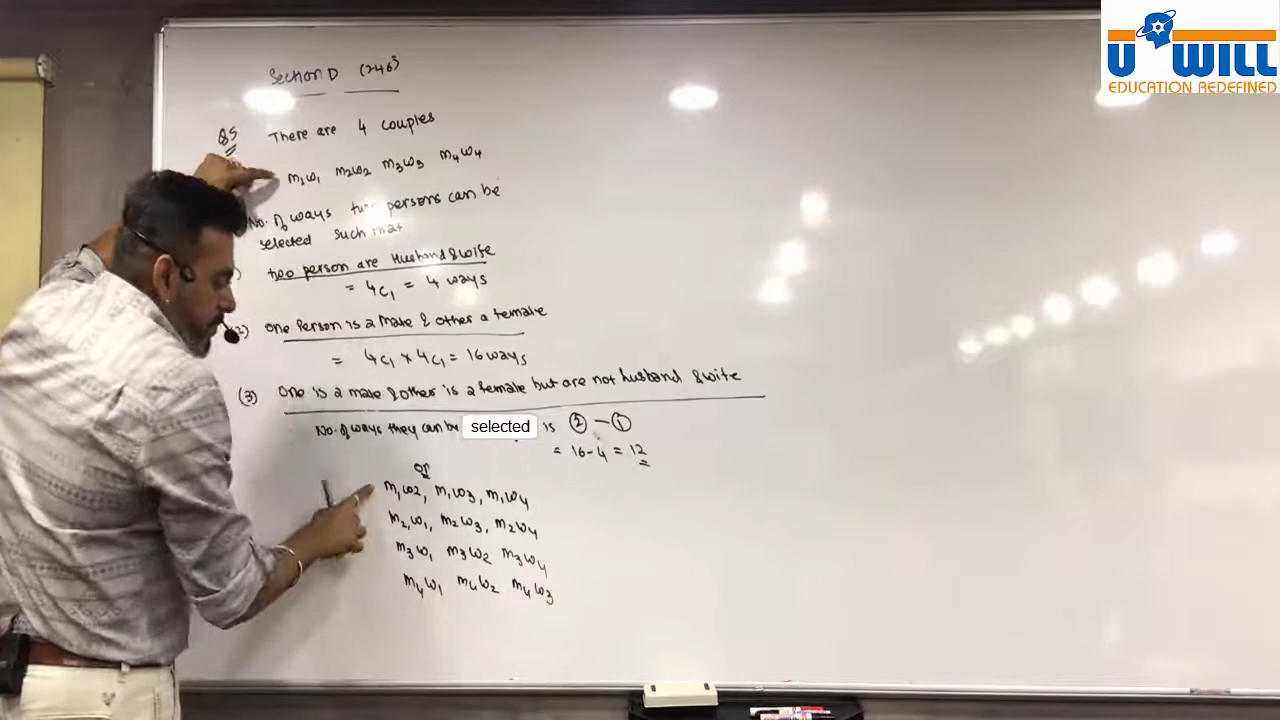 U WILL
EDUCATION REDEFINED
Section D (246)
Q5 There are 4 couples
M1W1 M2W2 M3W3 M4W4
No. of ways two persons can be
selected such that
) two person are Husband & wife
= 4C1 = 4 ways
(2) One Person is a Male & other a female
= 4C1 × 4C1 = 16 ways
(3) One is a male & other is a female but are not husband & wife
No. of ways they can be selected is ② - ①
= 16 - 4 = 12
or
M1W2, M1W3, M1W4
M2W1, M2W3, M2W4
M3W1 M3W2 M3W4
M4W1 M4W2 M4W3